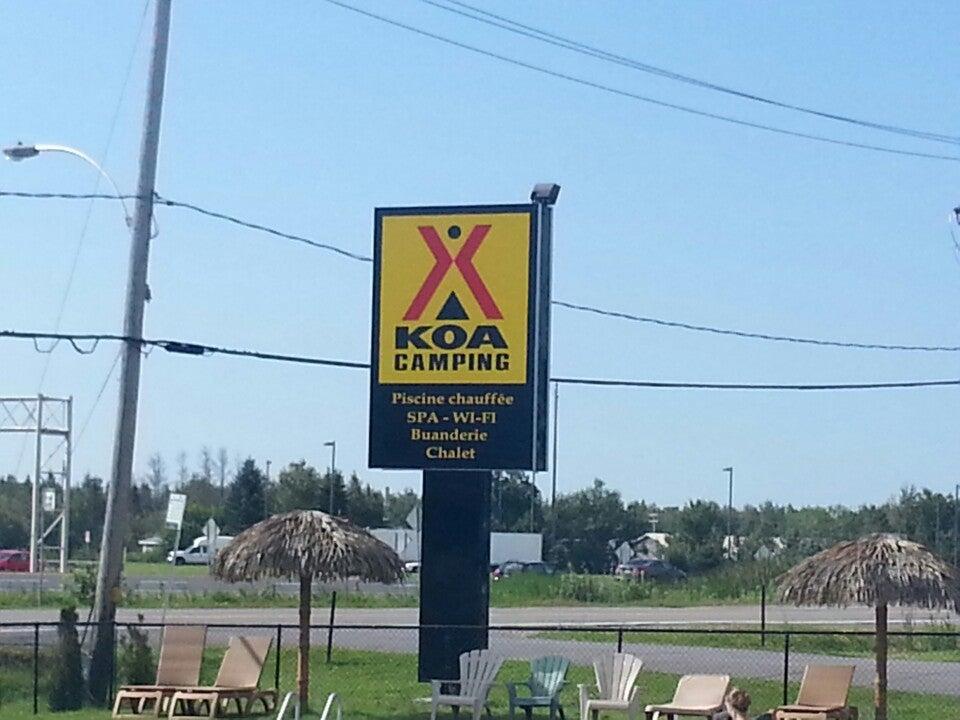 KOA
CAMPING
Piscine chauffée
SPA - WI-FI
Buanderie
Chalet